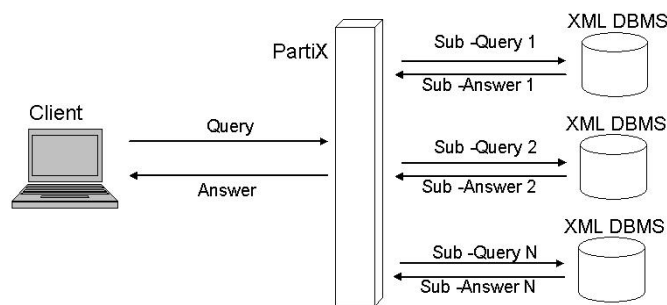 XML DBMS
Sub -Query 1
PartiX
Sub -Answer 1
Client
Query
XML DBMS
Sub -Query 2
Answer
Sub -Answer 2
XML DBMS
Sub -Query N
Sub -Answer N